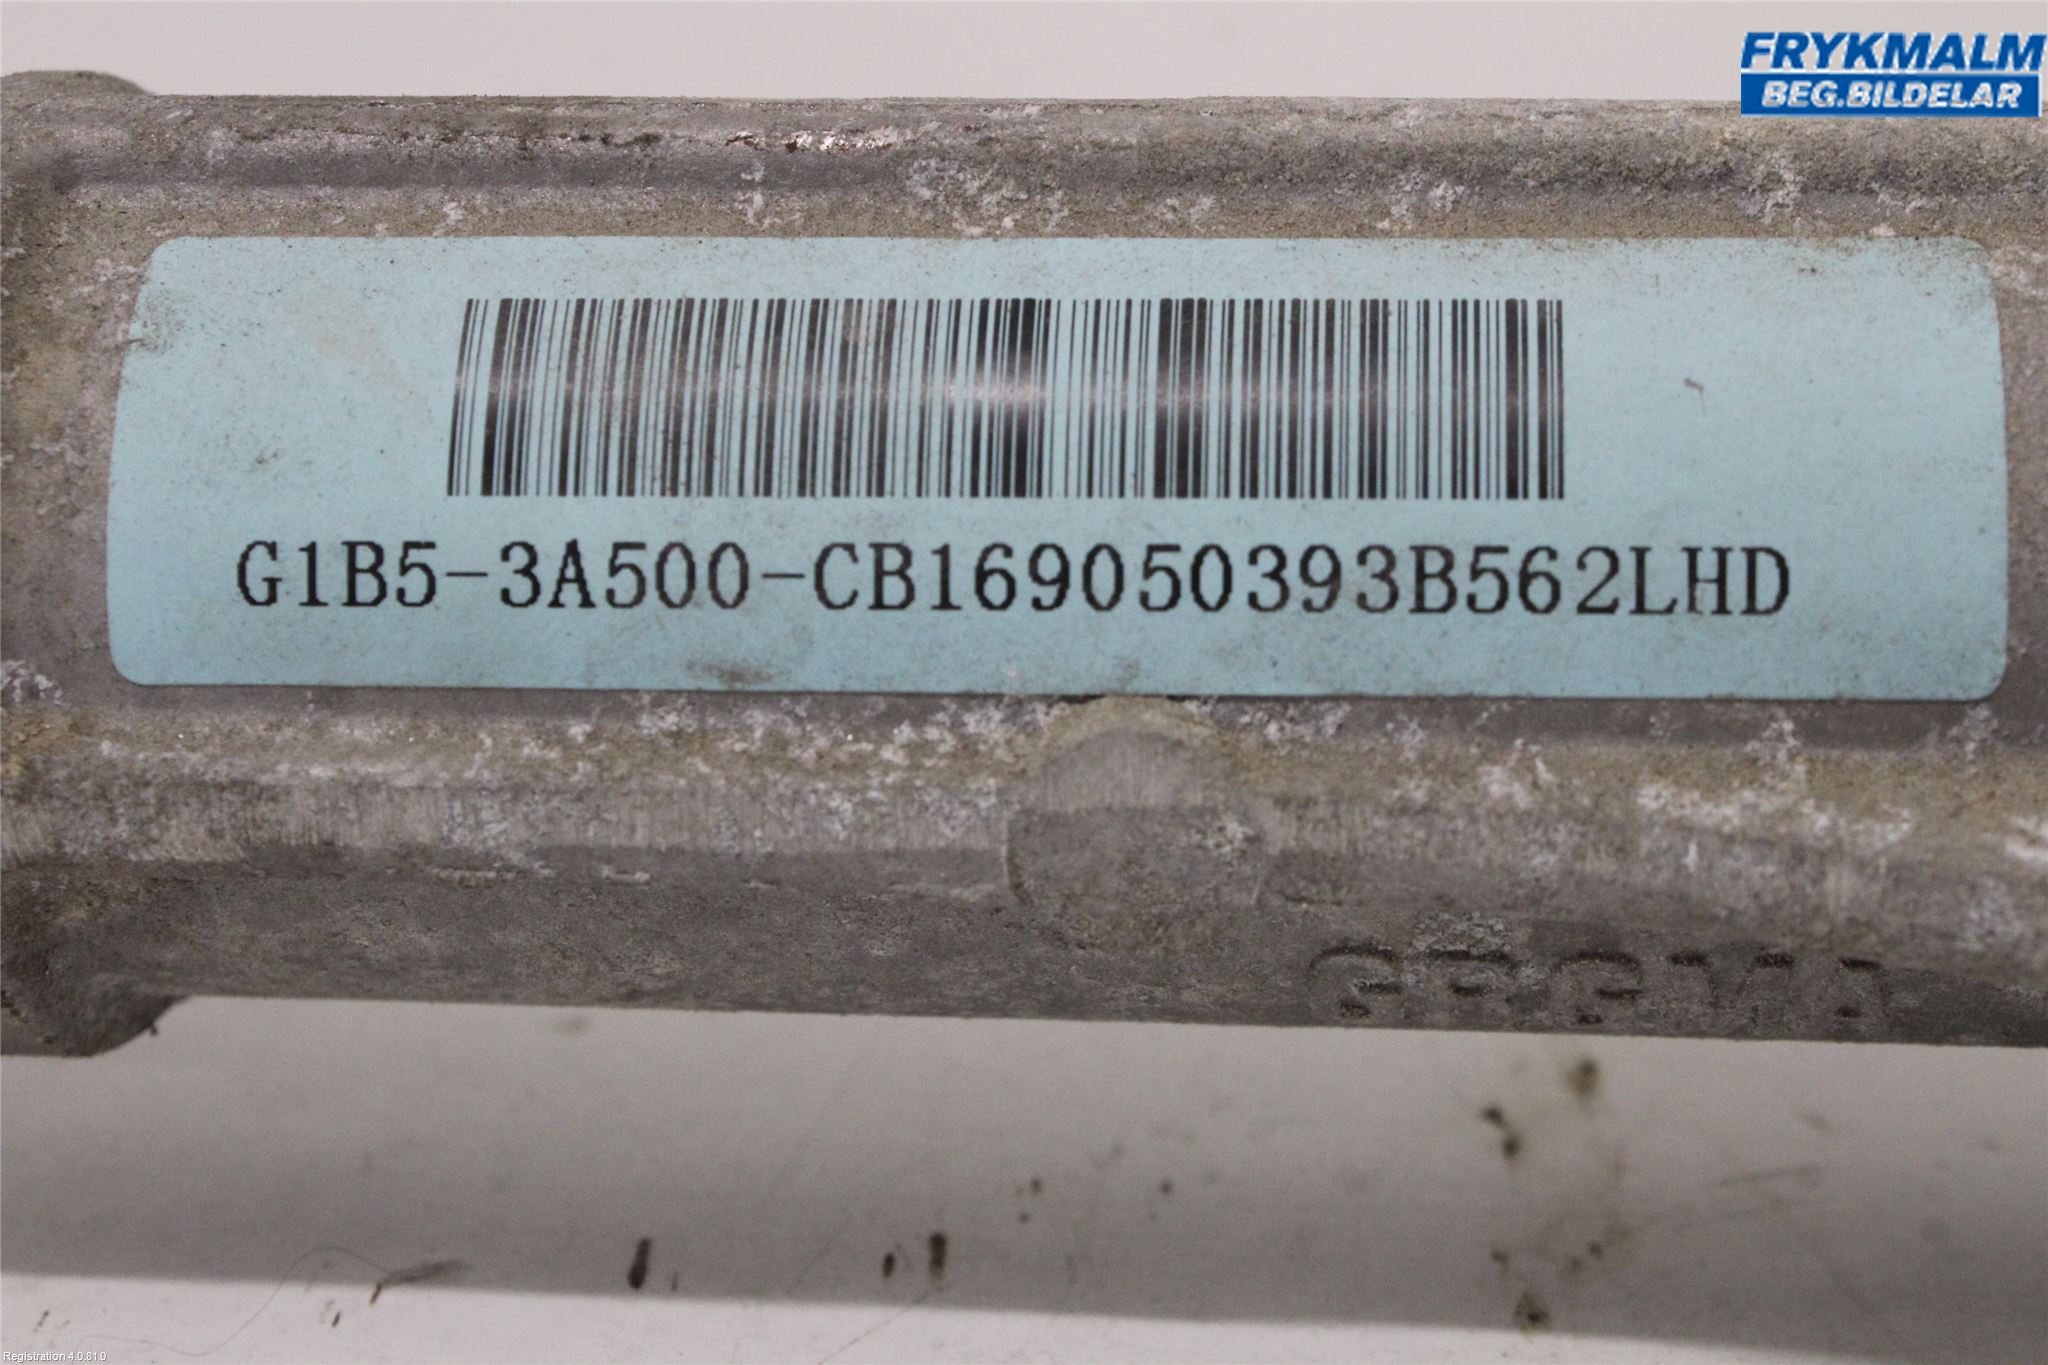 FRYKMALM
BEG.BILDELAR
G1B5-3A500-CB169050393B562LHD
Registration 4.0.81.0